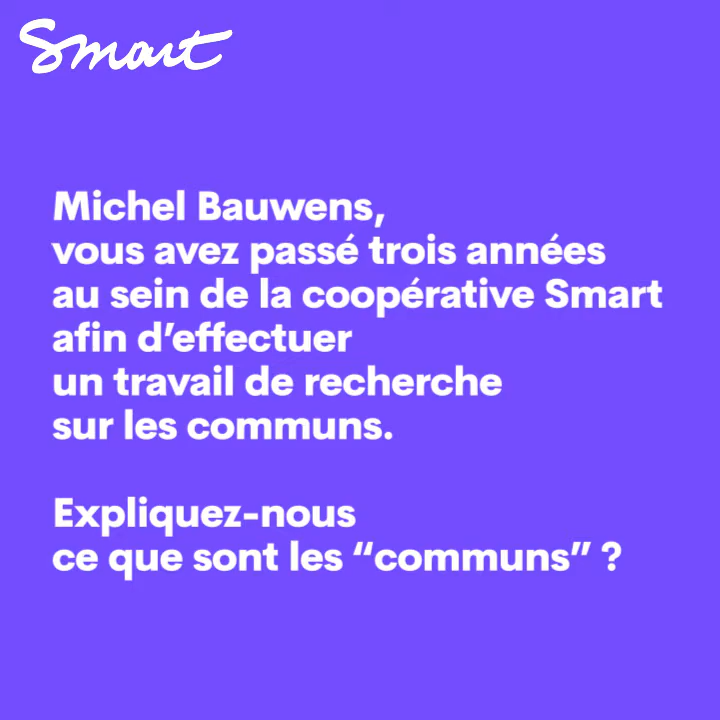 Smart
Michel Bauwens,
vous avez passé trois années
au sein de la coopérative Smart
afin d’effectuer
un travail de recherche
sur les communs.
Expliquez-nous
ce que sont les “communs” ?